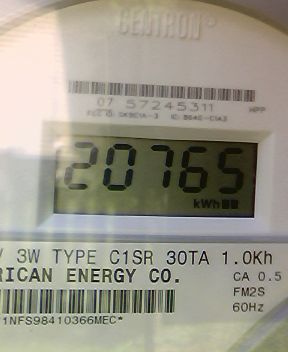 CENTRON®
07 57245311
HPP
20765
kWh
V 3W TYPE C1SR 30TA 1.0Kh
RICAN ENERGY CO.
CA 0.5
FM2S
60Hz
1NFS98410366MEC*